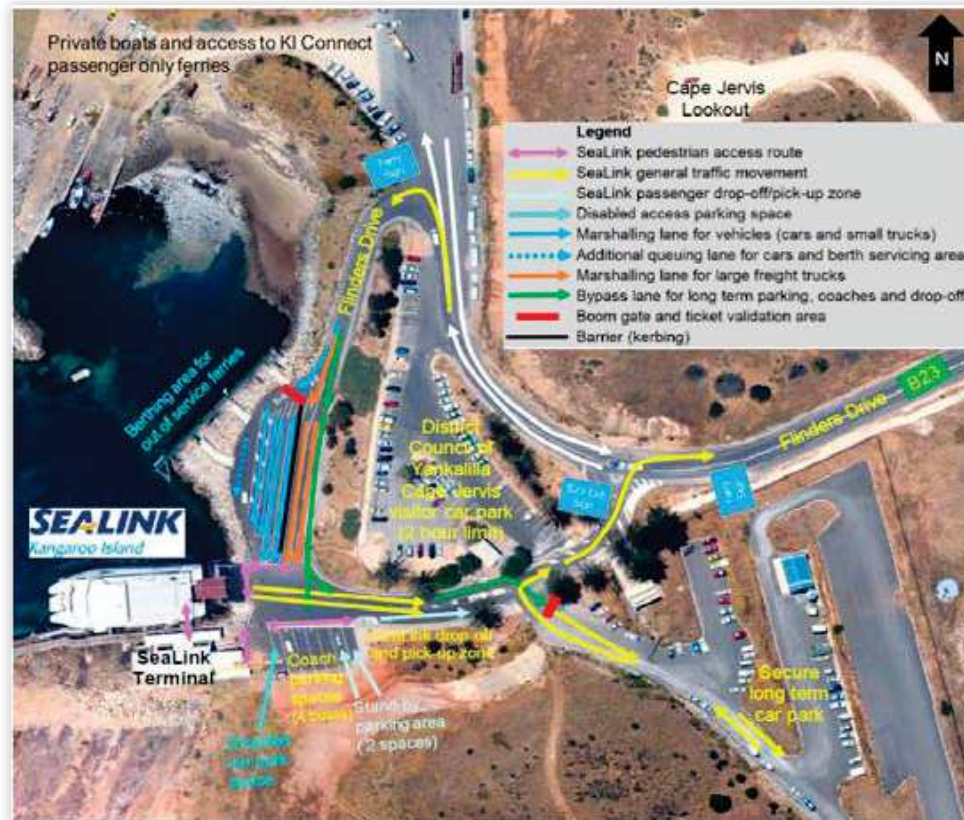 Private boats and access to KI Connect
passenger only ferries
N
Cape Jervis
Lookout
Legend
SeaLink pedestrian access route
SeaLink general traffic movement
SeaLink passenger drop-off/pick-up zone
Disabled access parking space
Marshalling lane for vehicles (cars and small trucks)
Additional queuing lane for cars and berth servicing area
Marshalling lane for large freight trucks
Bypass lane for long term parking, coaches and drop-off
Boom gate and ticket validation area
Barrier (kerbing)
Flinders Drive
B23
Flinders Drive
Berthing area for
out of service ferries
District
Council of
Yankalilla
Cape Jervis
visitor car park
(2 hour limit)
SEALINK
Kangaroo Island
SeaLink
Terminal
drop off
and pick-up zone
Coach
parking
spaces
Stand by
parking area
(2 spaces)
Secure
long term
car park